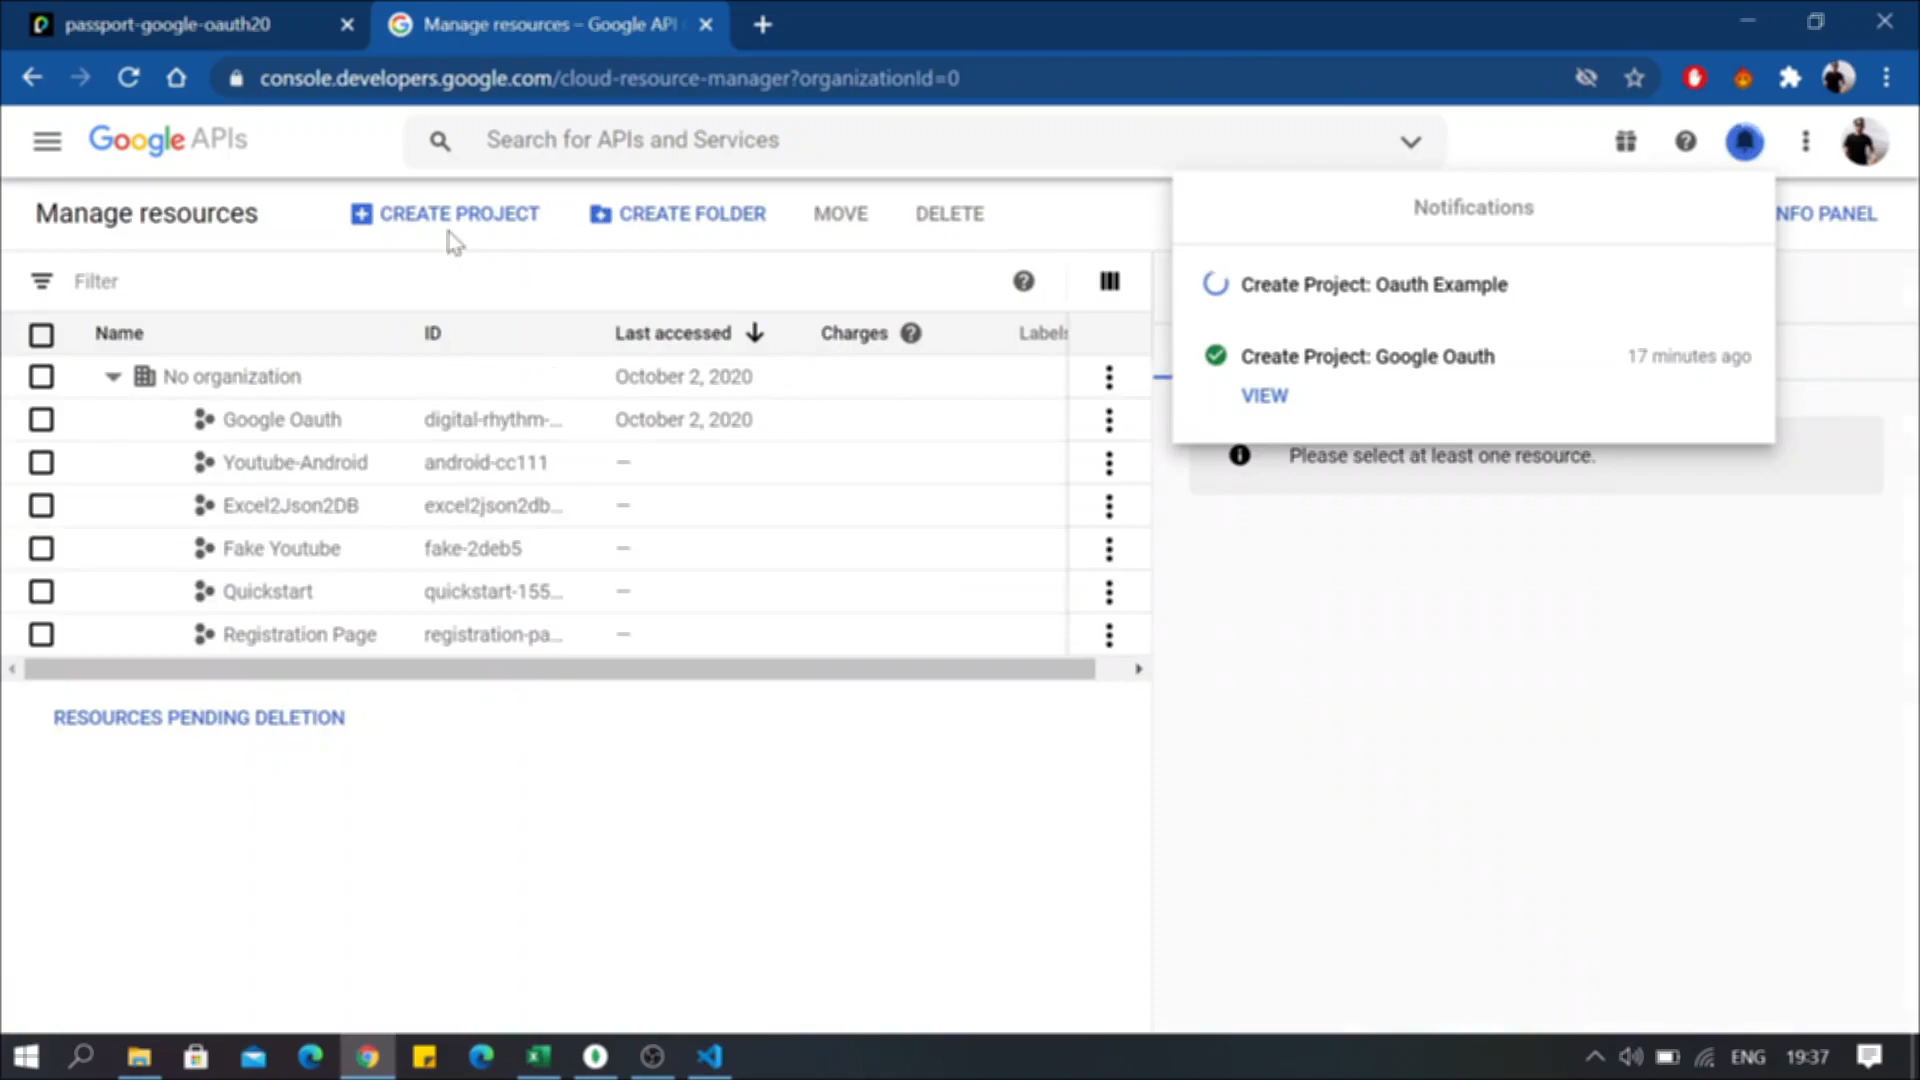 passport-google-oauth20
Manage resources – Google API
console.developers.google.com/cloud-resource-manager?organizationId=0
Google APIs
Search for APIs and Services
Manage resources
CREATE PROJECT
CREATE FOLDER
MOVE
DELETE
NFO PANEL
Notifications
Create Project: Oauth Example
Create Project: Google Oauth
17 minutes ago
VIEW
Please select at least one resource.
Filter
Name ID Last accessed Charges Labels
No organization October 2, 2020
Google Oauth digital-rhythm-... October 2, 2020
Youtube-Android android-cc111 —
Excel2Json2DB excel2json2db... —
Fake Youtube fake-2deb5 —
Quickstart quickstart-155... —
Registration Page registration-pa... —
RESOURCES PENDING DELETION
ENG 19:37